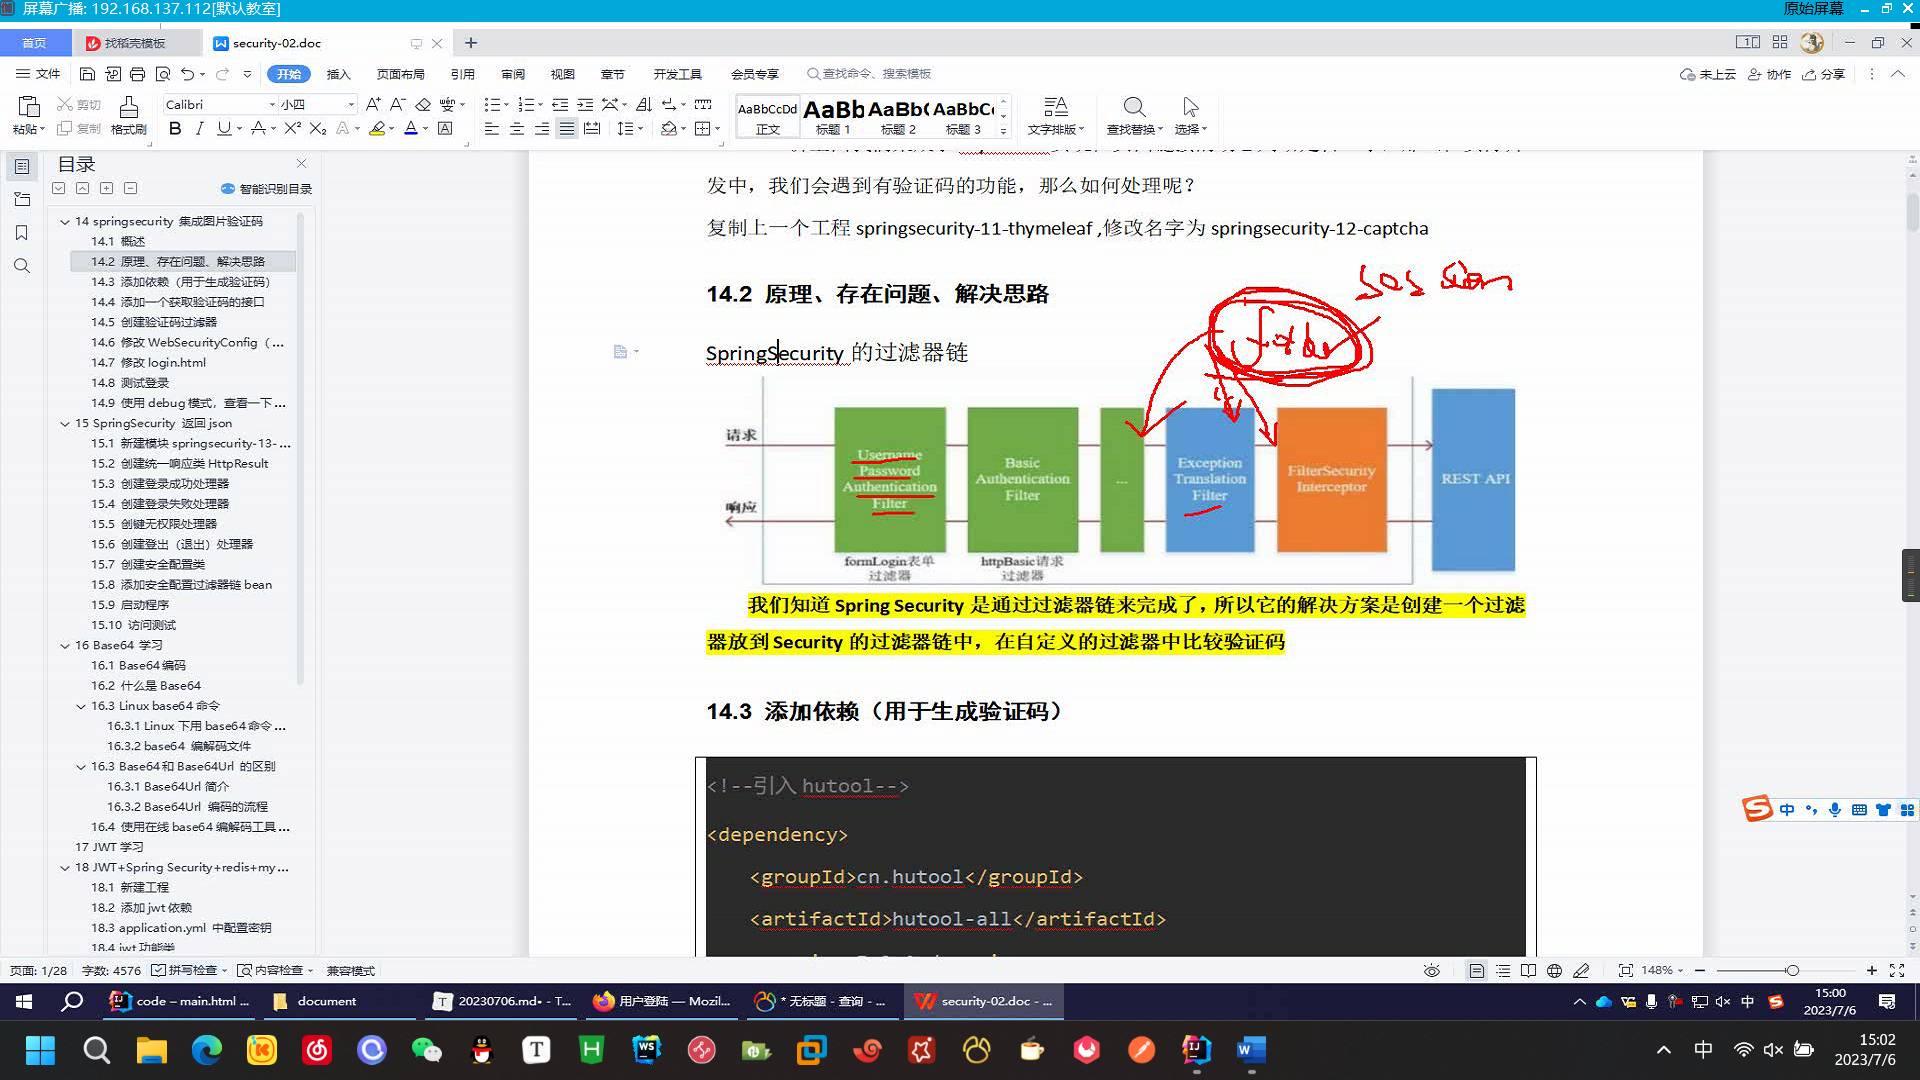 屏幕广播: 192.168.137.112[默认教室]
原始屏幕
首页
找稻壳模板
security-02.doc
文件
开始
插入
页面布局
引用
审阅
视图
章节
开发工具
会员专享
查找命令、搜索模板
未上云
协作
分享
粘贴
剪切
复制
格式刷
Calibri
小四
AaBbCcDd
正文
AaBb
标题 1
AaBb(
标题 2
AaBbC
标题 3
文字排版
查找替换
选择
目录
智能识别目录
14 springsecurity 集成图片验证码
14.1 概述
14.2 原理、存在问题、解决思路
14.3 添加依赖（用于生成验证码）
14.4 添加一个获取验证码的接口
14.5 创建验证码过滤器
14.6 修改 WebSecurityConfig（ ...
14.7 修改 login.html
14.8 测试登录
14.9 使用 debug 模式，查看一下 ...
15 SpringSecurity 返回 json
15.1 新建模块 springsecurity-13- ...
15.2 创建统一响应类 HttpResult
15.3 创建登录成功处理器
15.4 创建登录失败处理器
15.5 创键无权限处理器
15.6 创建登出（退出）处理器
15.7 创建安全配置类
15.8 添加安全配置过滤器链 bean
15.9 启动程序
15.10 访问测试
16 Base64 学习
16.1 Base64 编码
16.2 什么是 Base64
16.3 Linux base64 命令
16.3.1 Linux 下用 base64 命令 ...
16.3.2 base64 编解码文件
16.3 Base64 和 Base64Url 的区别
16.3.1 Base64Url 简介
16.3.2 Base64Url 编码的流程
16.4 使用在线 base64 编解码工具 ...
17 JWT 学习
18 JWT+Spring Security+redis+my ...
18.1 新建工程
18.2 添加 jwt 依赖
18.3 application.yml 中配置密钥
18.4 jwt 功能类
发中，我们会遇到有验证码的功能，那么如何处理呢？
复制上一个工程 springsecurity-11-thymeleaf ,修改名字为 springsecurity-12-captcha
14.2 原理、存在问题、解决思路
session
SpringSecurity 的过滤器链
请求
响应
Username Password Authentication Filter
Basic Authentication Filter
...
Exception Translation Filter
FilterSecurity Interceptor
REST API
formLogin表单过滤器
httpBasic请求过滤器
我们知道 Spring Security 是通过过滤器链来完成了，所以它的解决方案是创建一个过滤
器放到 Security 的过滤器链中，在自定义的过滤器中比较验证码
14.3 添加依赖（用于生成验证码）
<!--引入 hutool-->
<dependency>
<groupId>cn.hutool</groupId>
<artifactId>hutool-all</artifactId>
中
页面: 1/28
字数: 4576
拼写检查
内容检查
兼容模式
148%
code – main.html ...
document
20230706.md• - T...
用户登陆 — Mozil...
* 无标题 - 查询 - ...
security-02.doc - ...
中
15:00
2023/7/6
中
15:02
2023/7/6